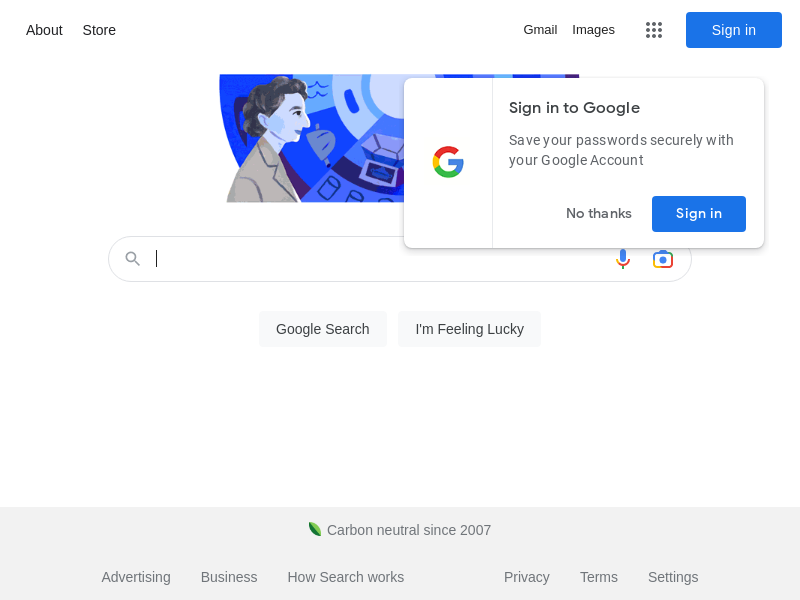 About Store Gmail Images Sign in
Sign in to Google
Save your passwords securely with
your Google Account
No thanks Sign in
Google Search I'm Feeling Lucky
Carbon neutral since 2007
Advertising Business How Search works Privacy Terms Settings